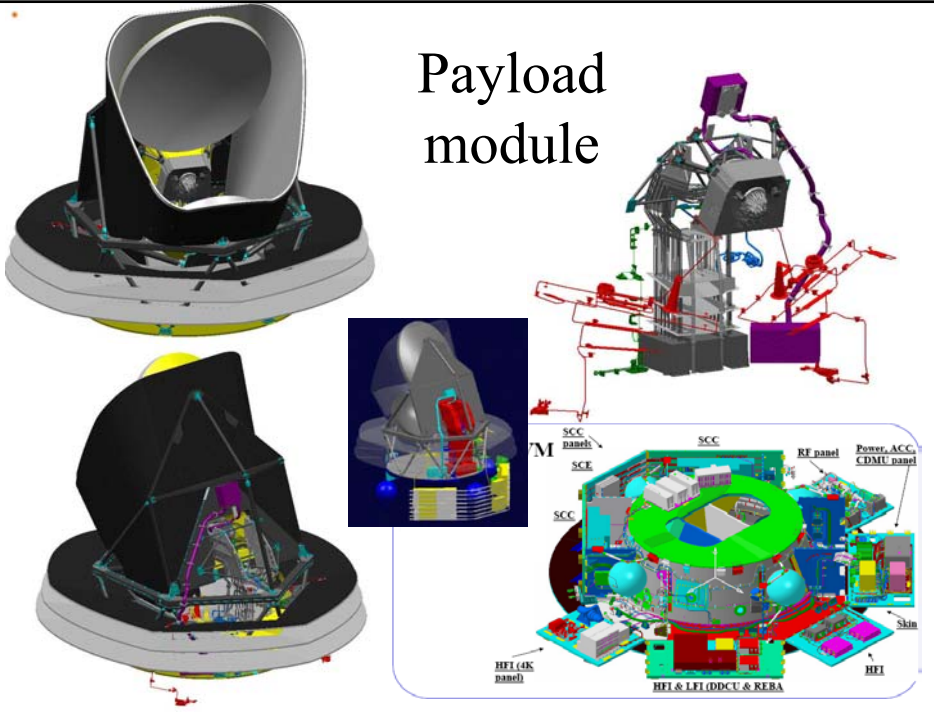 Payload
module
SCC
panels
VM
SCC
SCE
RF panel
Power, ACC,
CDMU panel
SCC
Skin
HFI (4K
panel)
HFI
HFI & LFI (DDCU & REBA